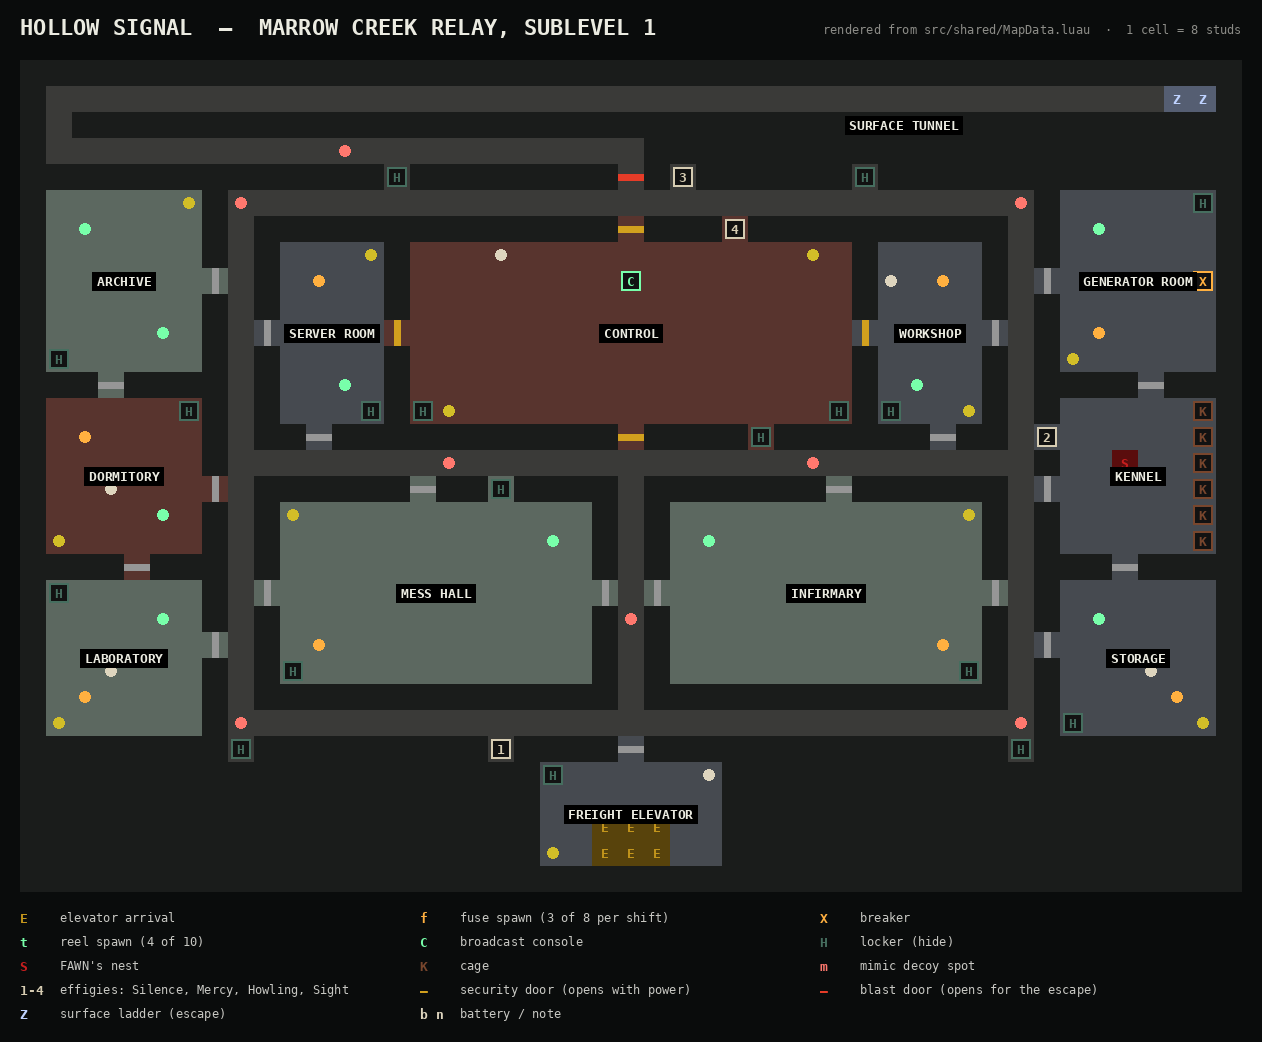 HOLLOW SIGNAL — MARROW CREEK RELAY, SUBLEVEL 1
rendered from src/shared/MapData.luau · 1 cell = 8 studs
Z Z
SURFACE TUNNEL
H 3 H
H
4
ARCHIVE C GENERATOR ROOM X
SERVER ROOM CONTROL WORKSHOP
H
H H H H H K
2 H K
S K
DORMITORY KENNEL
H K
K
K
H MESS HALL INFIRMARY
LABORATORY STORAGE
H H
H
H 1 H
H
FREIGHT ELEVATOR
E E E
E E E
E elevator arrival f fuse spawn (3 of 8 per shift) X breaker
t reel spawn (4 of 10) C broadcast console H locker (hide)
S FAWN's nest K cage m mimic decoy spot
1-4 effigies: Silence, Mercy, Howling, Sight — security door (opens with power) — blast door (opens for the escape)
Z surface ladder (escape) b n battery / note